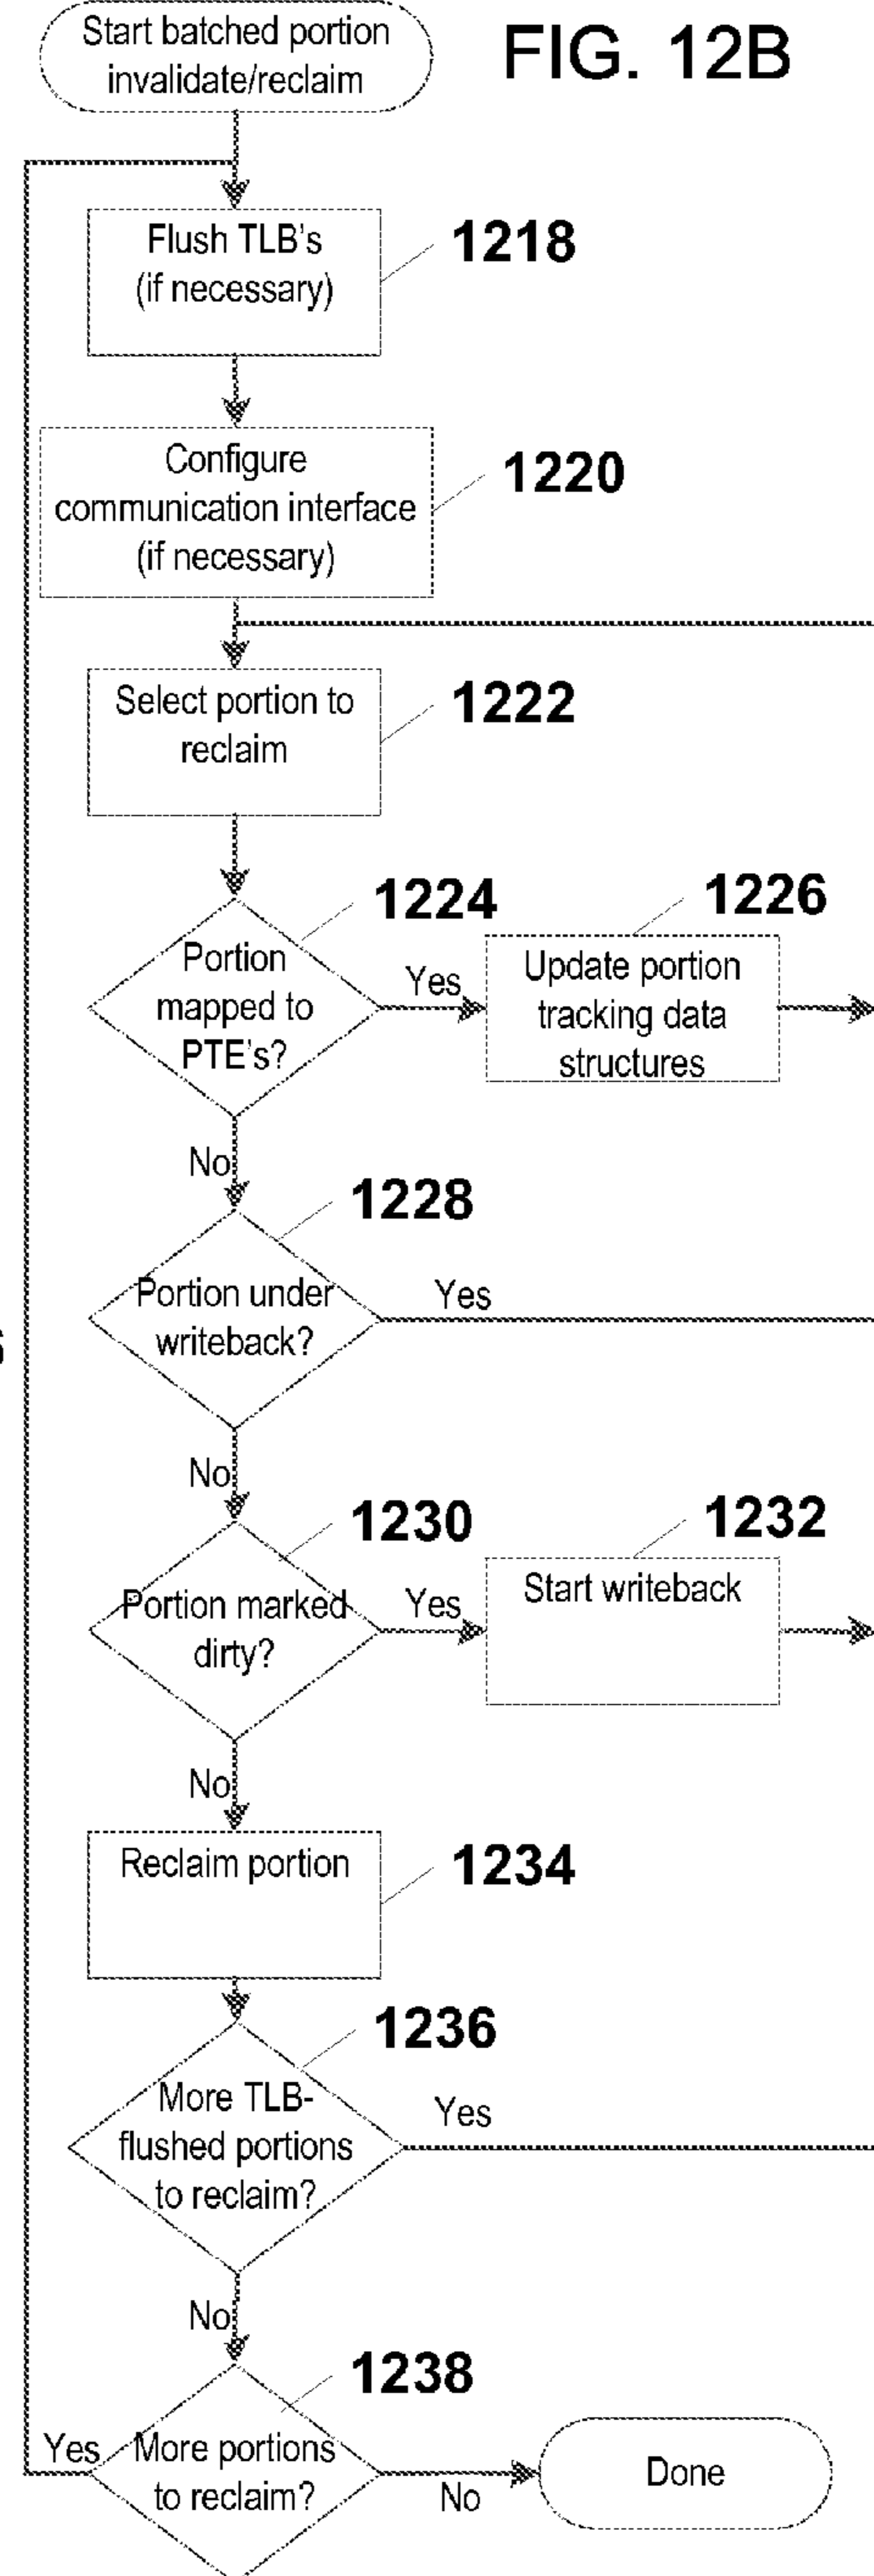 Start batched portion
invalidate/reclaim
FIG. 12B
Flush TLB's
(if necessary)
1218
Configure
communication interface
(if necessary)
1220
Select portion to
reclaim
1222
1224
Portion
mapped to
PTE's?
Yes
1226
Update portion
tracking data
structures
No
1228
Portion under
writeback?
Yes
No
1230
Portion marked
dirty?
Yes
1232
Start writeback
No
Reclaim portion
1234
1236
More TLB-
flushed portions
to reclaim?
Yes
No
1238
Yes
More portions
to reclaim?
No
Done